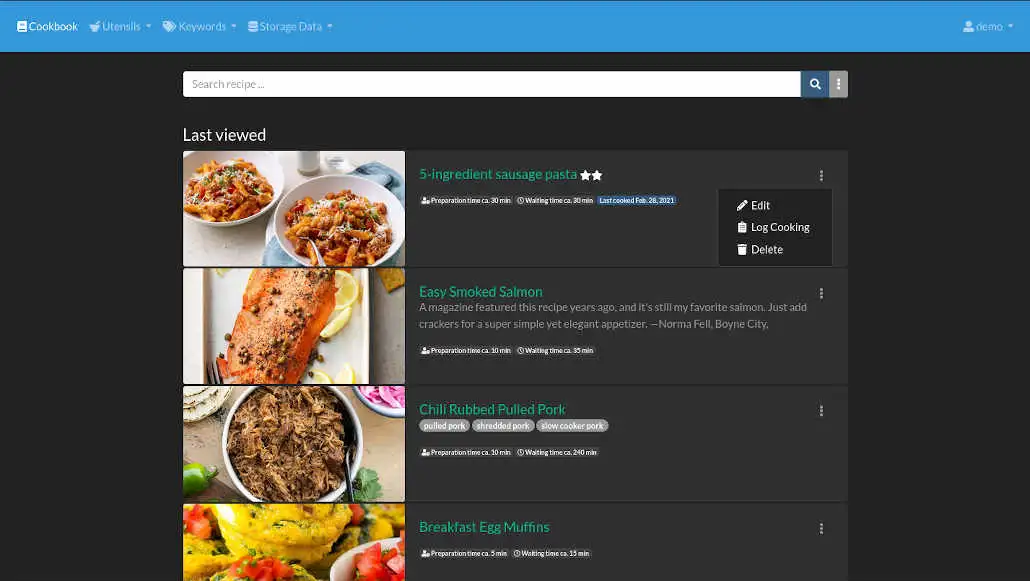 Cookbook Utensils Keywords Storage Data demo
Search recipe ...
Last viewed
5-ingredient sausage pasta
Preparation time ca. 30 min Waiting time ca. 30 min Last cooked Feb. 28, 2021
Edit
Log Cooking
Delete
Easy Smoked Salmon
A magazine featured this recipe years ago, and it's still my favorite salmon. Just add
crackers for a super simple yet elegant appetizer. —Norma Fell, Boyne City,
Preparation time ca. 10 min Waiting time ca. 35 min
Chili Rubbed Pulled Pork
pulled pork shredded pork slow cooker pork
Preparation time ca. 10 min Waiting time ca. 240 min
Breakfast Egg Muffins
Preparation time ca. 5 min Waiting time ca. 15 min